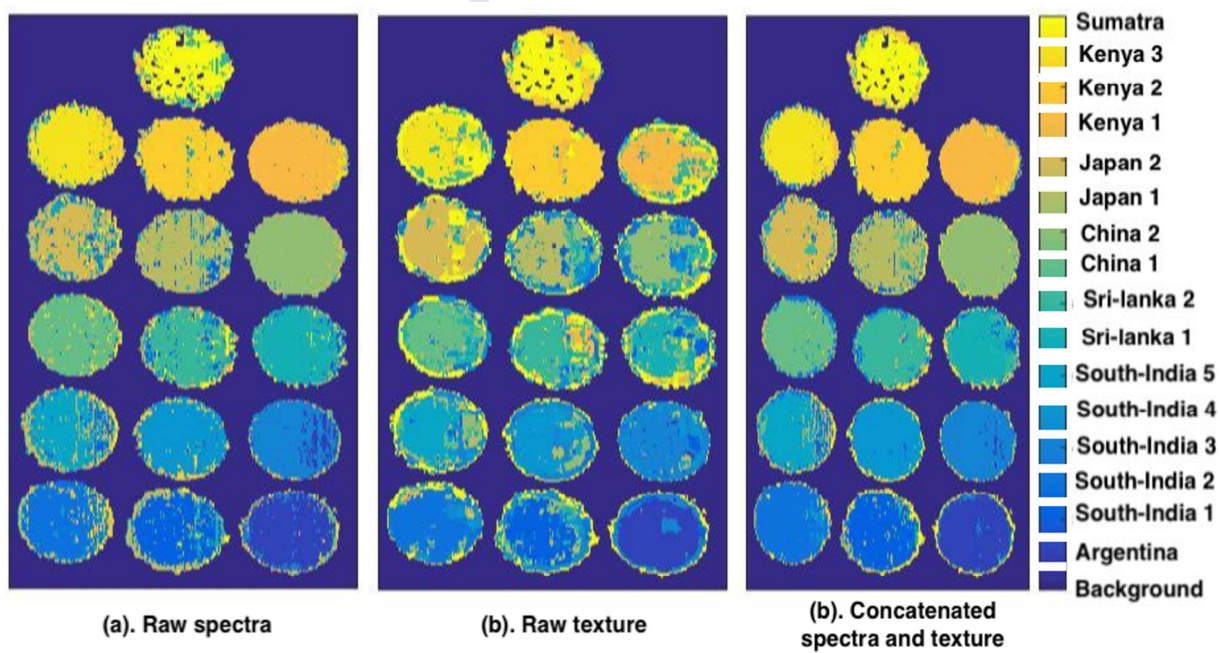 Sumatra
Kenya 3
Kenya 2
Kenya 1
Japan 2
Japan 1
China 2
China 1
Sri-lanka 2
Sri-lanka 1
South-India 5
South-India 4
South-India 3
South-India 2
South-India 1
Argentina
Background
(a). Raw spectra
(b). Raw texture
(b). Concatenated
spectra and texture